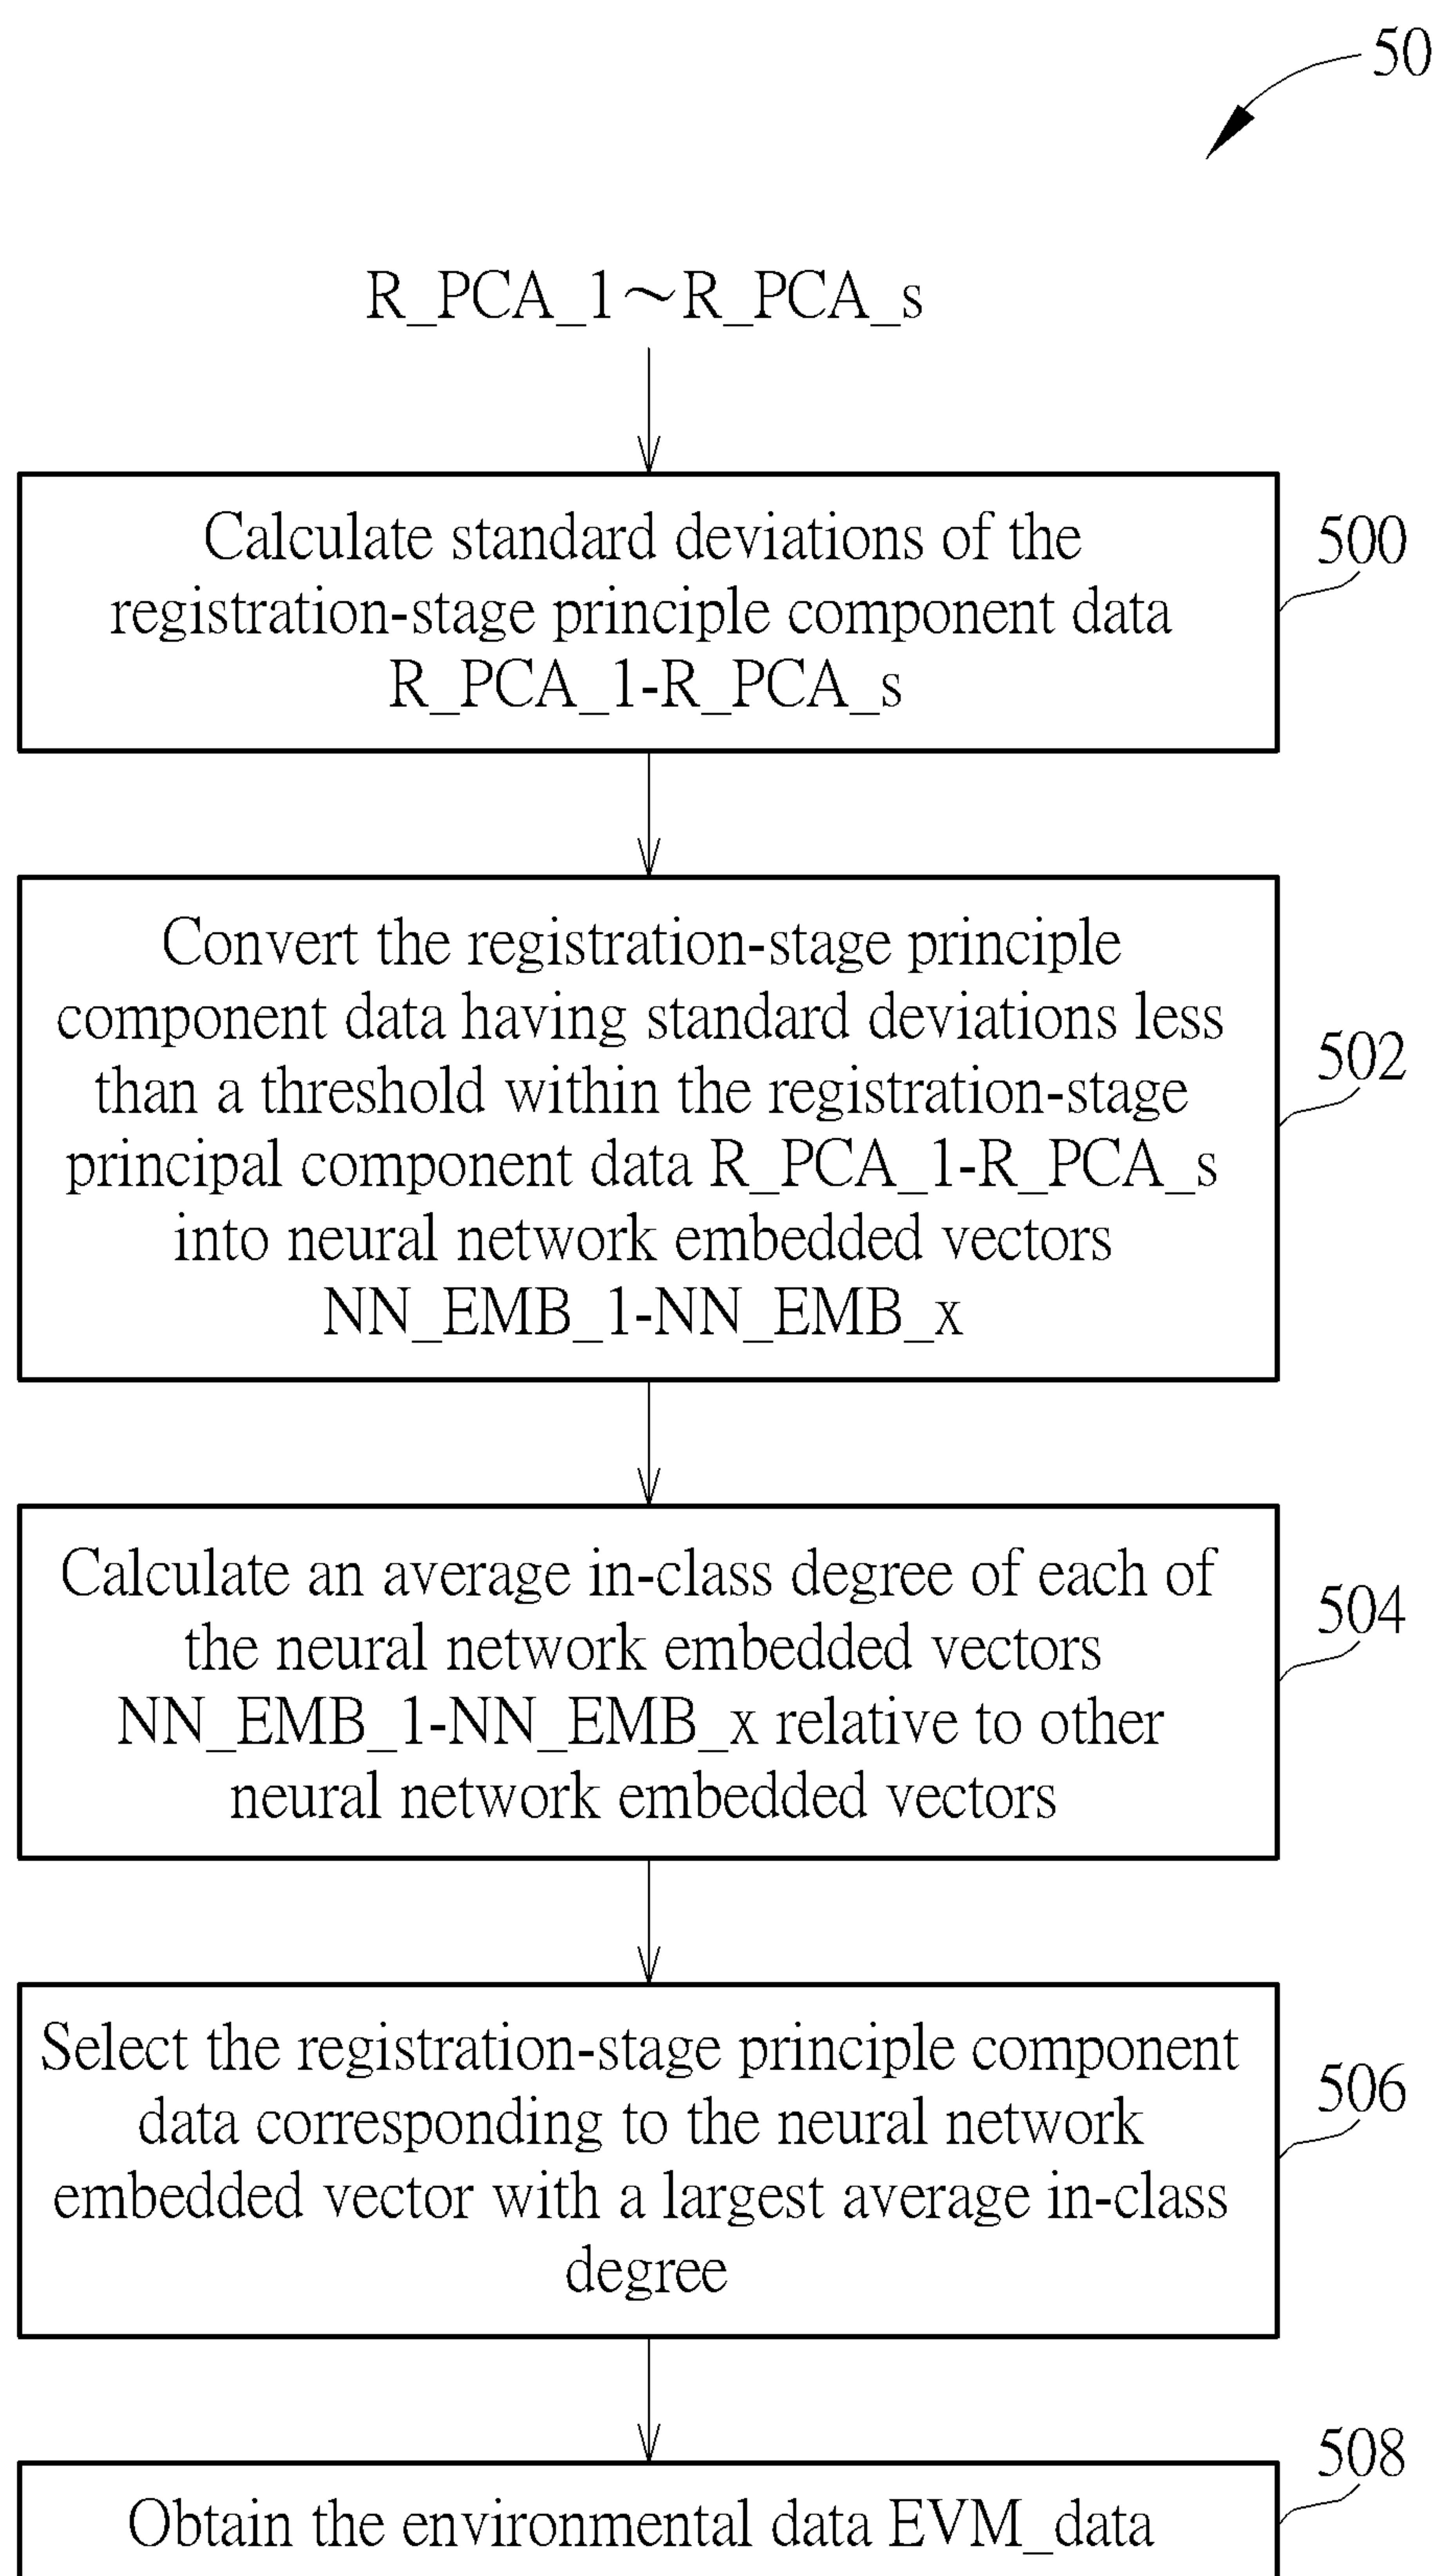 50
R_PCA_1~R_PCA_s
Calculate standard deviations of the
registration-stage principle component data
R_PCA_1-R_PCA_s
500
Convert the registration-stage principle
component data having standard deviations less
than a threshold within the registration-stage
principal component data R_PCA_1-R_PCA_s
into neural network embedded vectors
NN_EMB_1-NN_EMB_x
502
Calculate an average in-class degree of each of
the neural network embedded vectors
NN_EMB_1-NN_EMB_x relative to other
neural network embedded vectors
504
Select the registration-stage principle component
data corresponding to the neural network
embedded vector with a largest average in-class
degree
506
Obtain the environmental data EVM_data
508